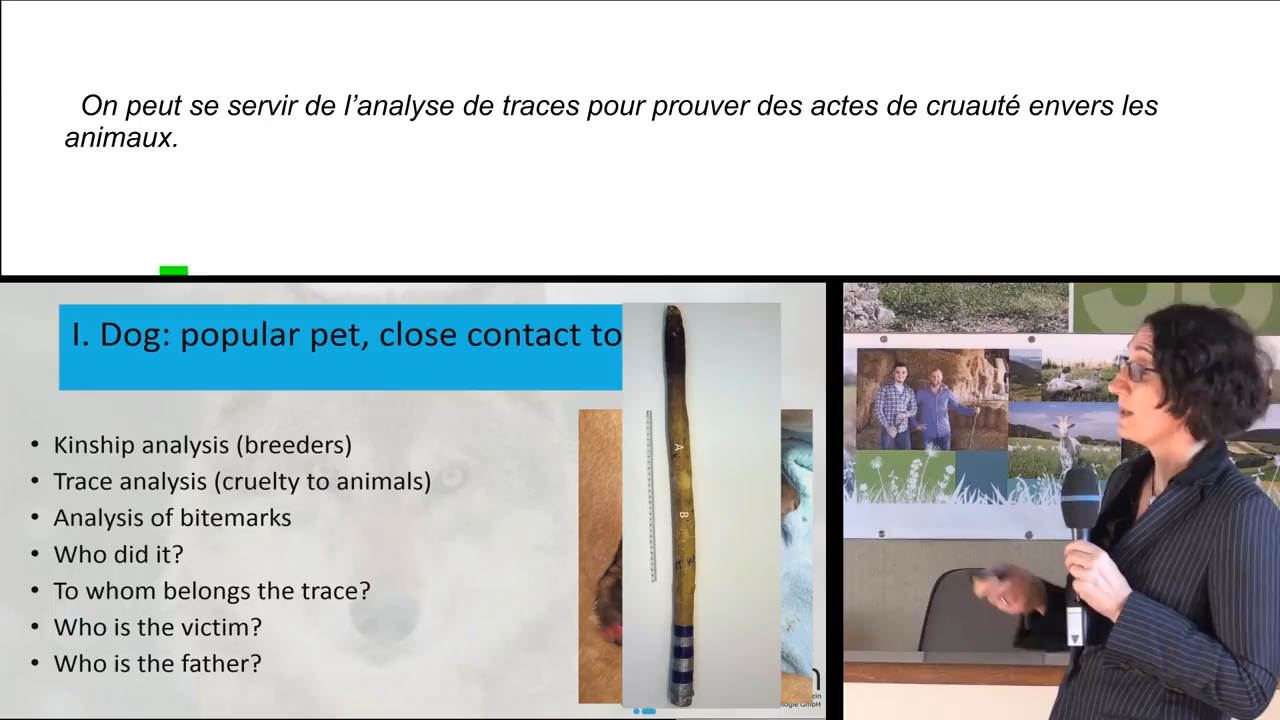 On peut se servir de l’analyse de traces pour prouver des actes de cruauté envers les
animaux.
I. Dog: popular pet, close contact to
• Kinship analysis (breeders)
• Trace analysis (cruelty to animals)
• Analysis of bitemarks
• Who did it?
• To whom belongs the trace?
• Who is the victim?
• Who is the father?
A
B